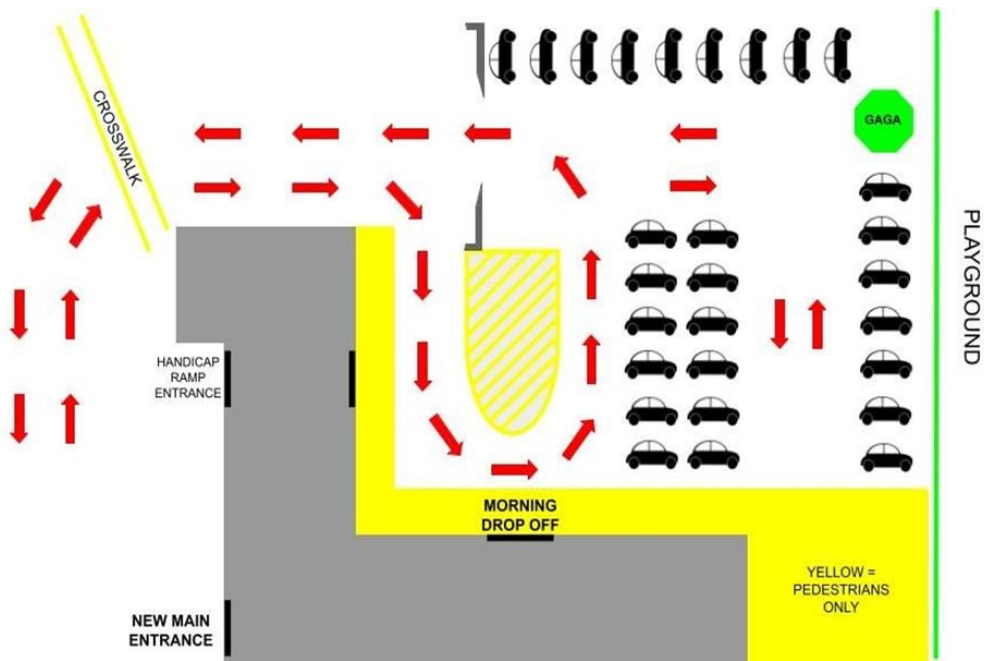 CROSSWALK
GAGA
PLAYGROUND
HANDICAP
RAMP
ENTRANCE
MORNING
DROP OFF
YELLOW =
PEDESTRIANS
ONLY
NEW MAIN
ENTRANCE